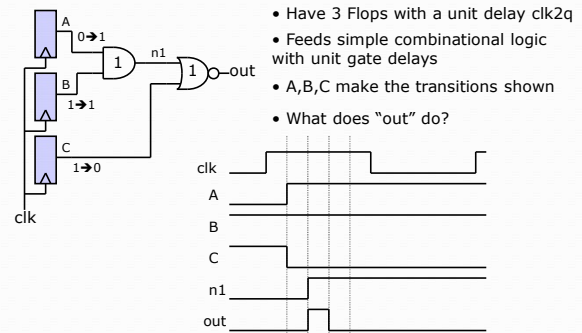 A
0➔1
1
n1
1
out
B
1➔1
C
1➔0
clk
• Have 3 Flops with a unit delay clk2q
• Feeds simple combinational logic
with unit gate delays
• A,B,C make the transitions shown
• What does “out” do?
clk
A
B
C
n1
out